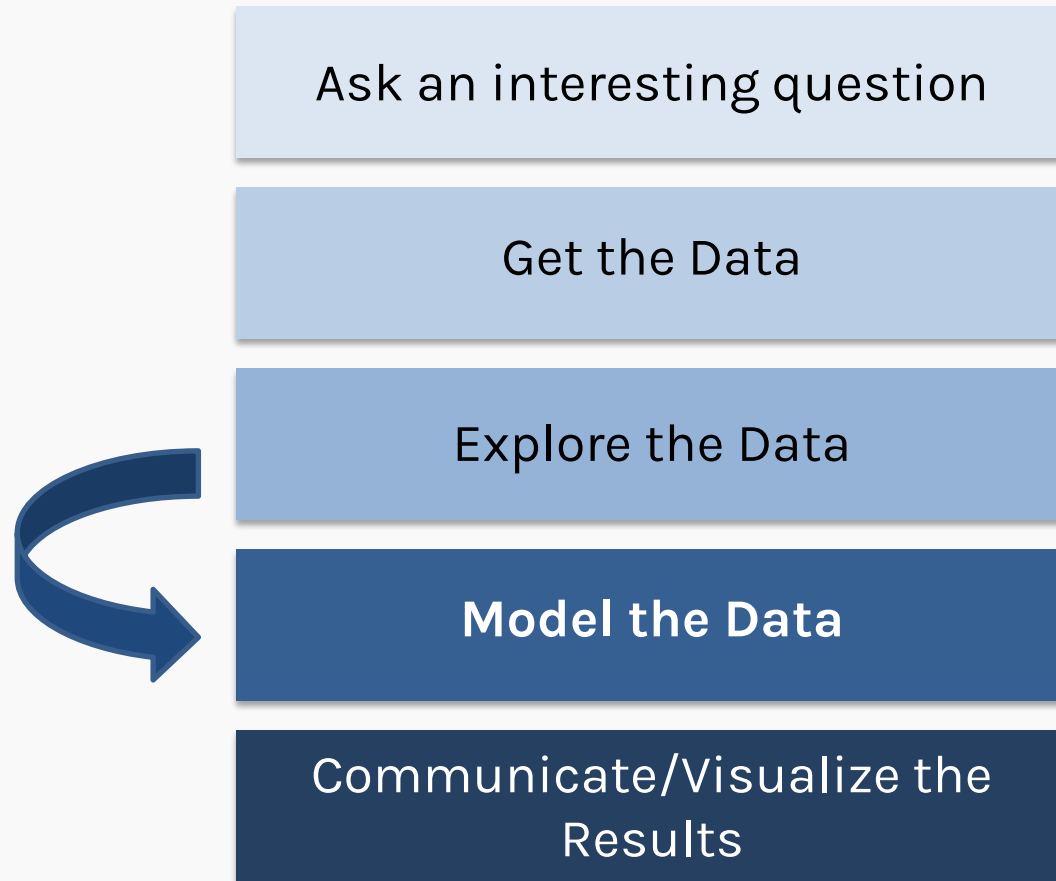 Ask an interesting question
Get the Data
Explore the Data
Model the Data
Communicate/Visualize the
Results